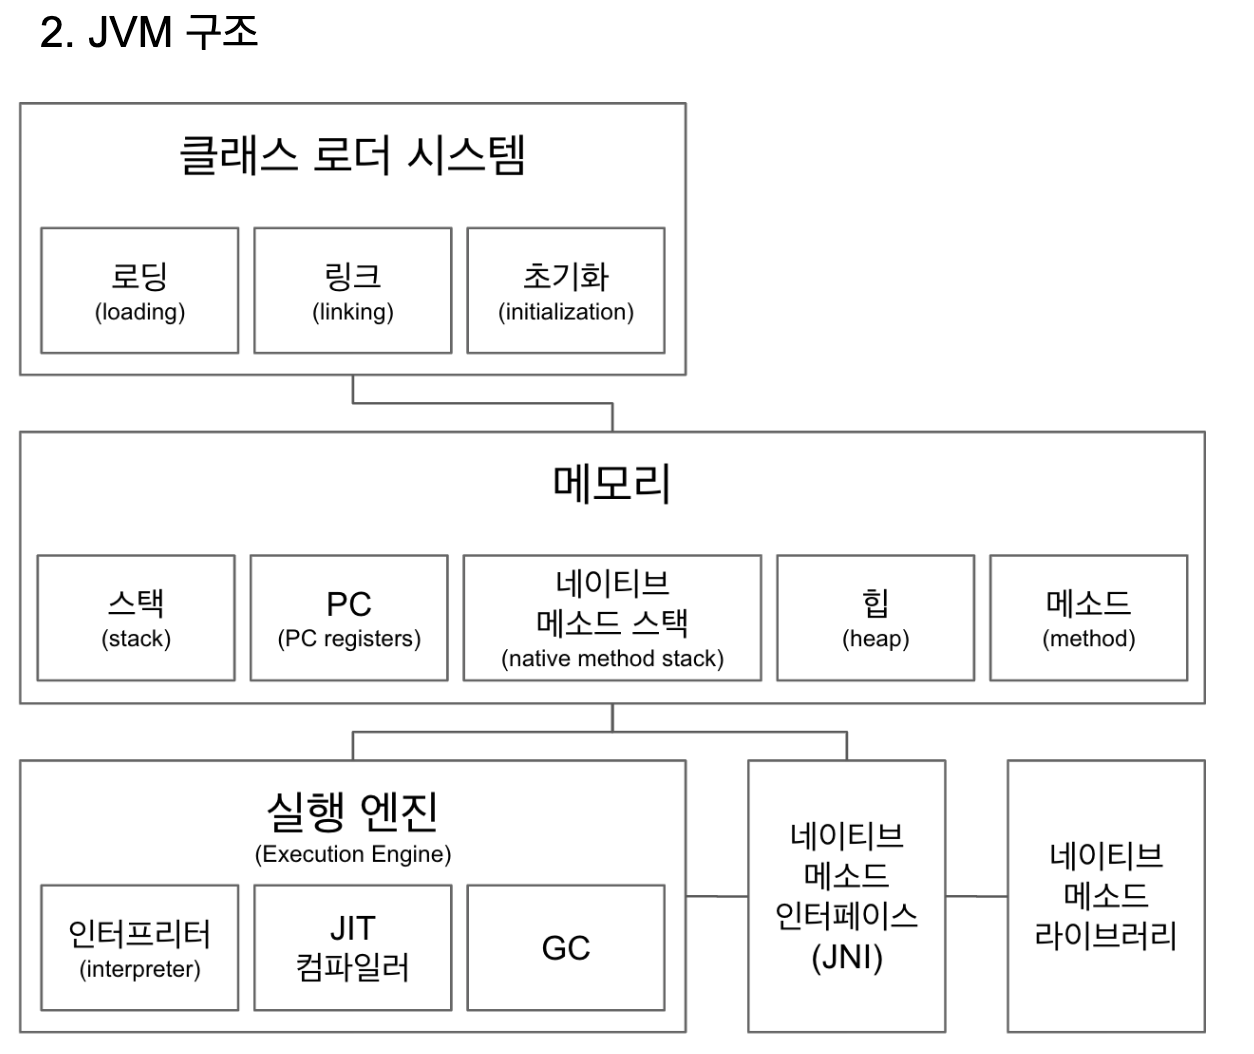 2. JVM 구조
클래스 로더 시스템
로딩
(loading)
링크
(linking)
초기화
(initialization)
메모리
스택
(stack)
PC
(PC registers)
네이티브
메소드 스택
(native method stack)
힙
(heap)
메소드
(method)
실행 엔진
(Execution Engine)
인터프리터
(interpreter)
JIT
컴파일러
GC
네이티브
메소드
인터페이스
(JNI)
네이티브
메소드
라이브러리